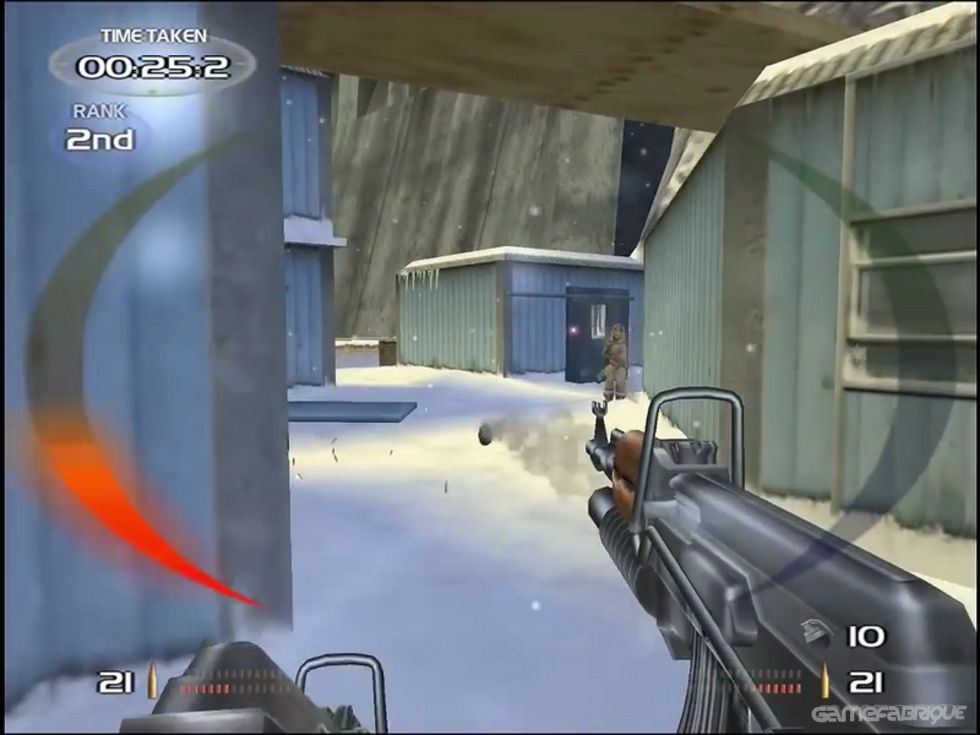 TIME TAKEN
00:25:2
RANK
2nd
10
21
21
GAMEFABRIQUE